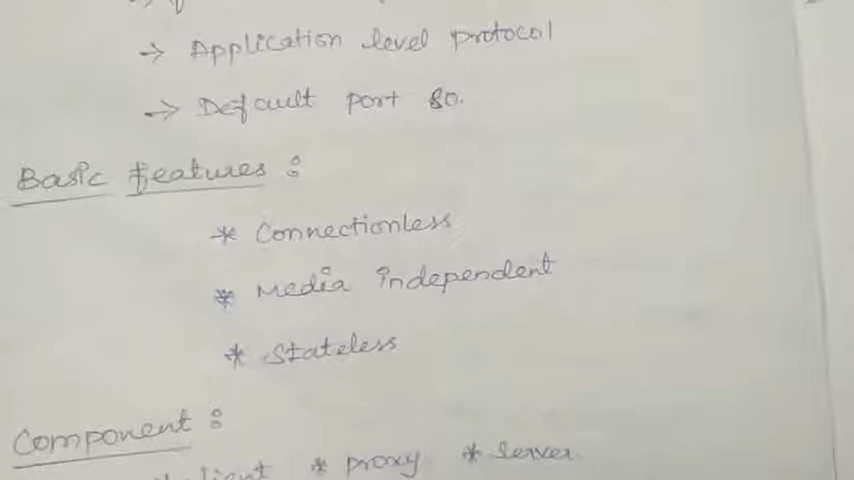 → Application level protocol
→ Default port 80.
Basic features :
* Connectionless
* Media independent
* Stateless
Component :
* proxy * server